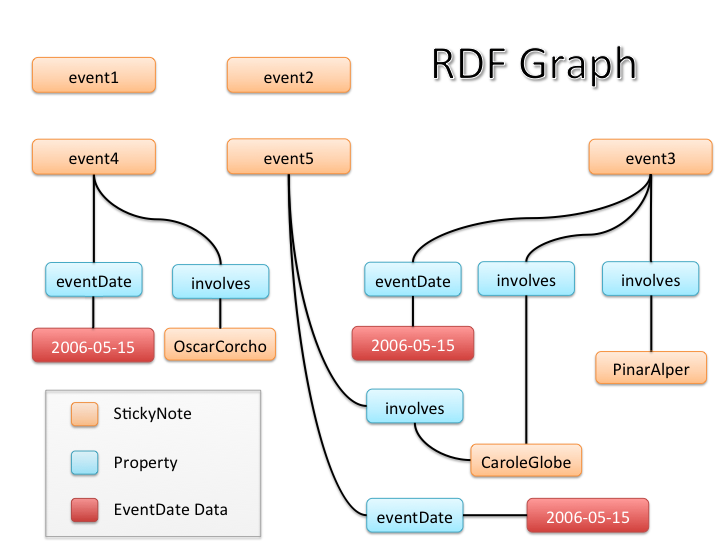 RDF Graph
event1
event2
event4
event5
event3
eventDate
involves
eventDate
involves
involves
2006-05-15
OscarCorcho
2006-05-15
PinarAlper
involves
CaroleGlobe
eventDate
2006-05-15
StickyNote
Property
EventDate Data